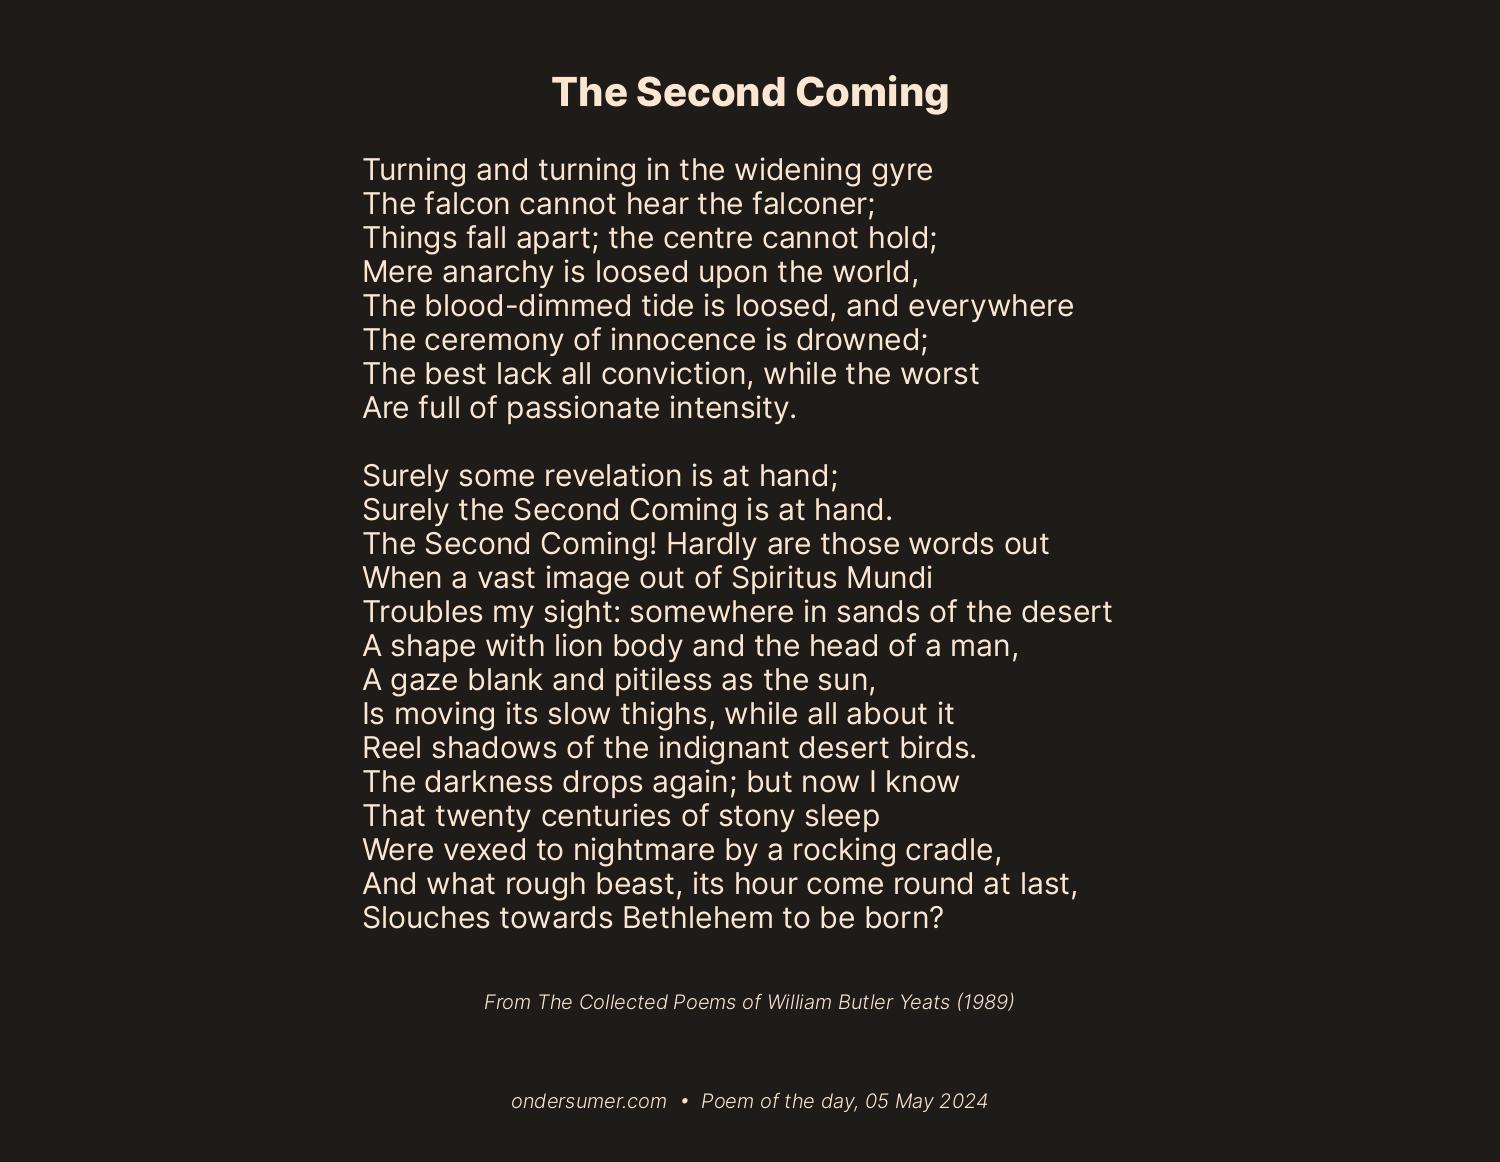 The Second Coming
Turning and turning in the widening gyre
The falcon cannot hear the falconer;
Things fall apart; the centre cannot hold;
Mere anarchy is loosed upon the world,
The blood-dimmed tide is loosed, and everywhere
The ceremony of innocence is drowned;
The best lack all conviction, while the worst
Are full of passionate intensity.
Surely some revelation is at hand;
Surely the Second Coming is at hand.
The Second Coming! Hardly are those words out
When a vast image out of Spiritus Mundi
Troubles my sight: somewhere in sands of the desert
A shape with lion body and the head of a man,
A gaze blank and pitiless as the sun,
Is moving its slow thighs, while all about it
Reel shadows of the indignant desert birds.
The darkness drops again; but now I know
That twenty centuries of stony sleep
Were vexed to nightmare by a rocking cradle,
And what rough beast, its hour come round at last,
Slouches towards Bethlehem to be born?
From The Collected Poems of William Butler Yeats (1989)
ondersumer.com • Poem of the day, 05 May 2024